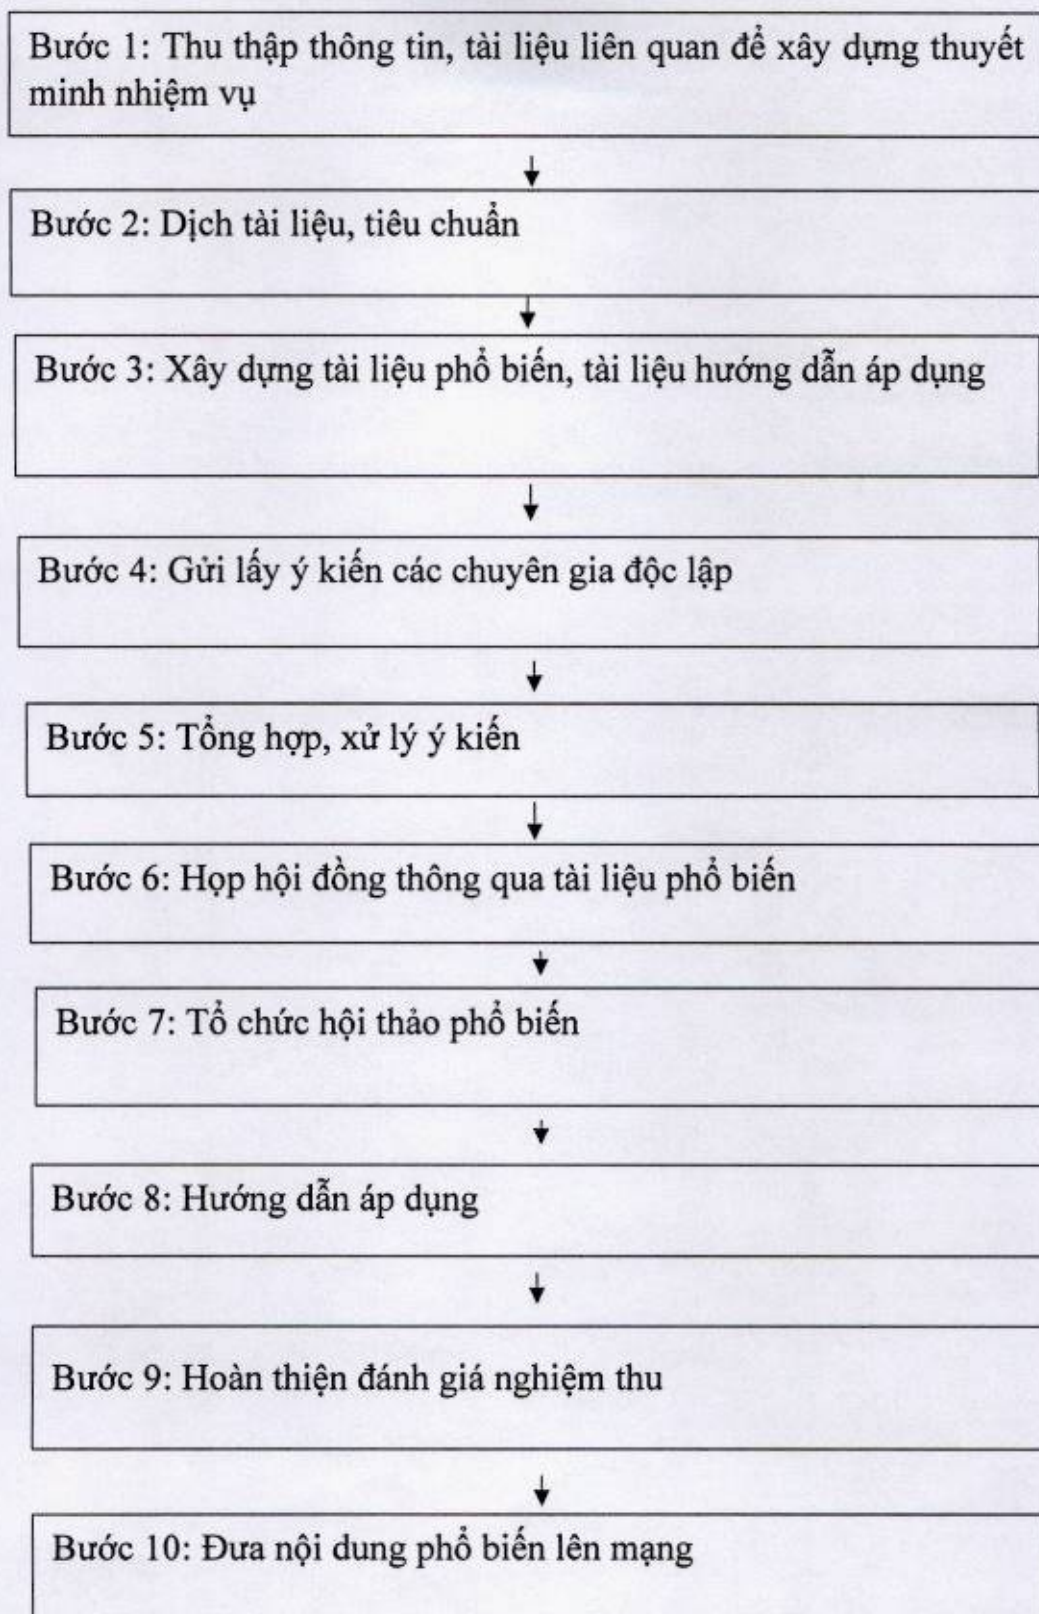 Bước 1: Thu thập thông tin, tài liệu liên quan để xây dựng thuyết
minh nhiệm vụ
Bước 2: Dịch tài liệu, tiêu chuẩn
Bước 3: Xây dựng tài liệu phổ biến, tài liệu hướng dẫn áp dụng
Bước 4: Gửi lấy ý kiến các chuyên gia độc lập
Bước 5: Tổng hợp, xử lý ý kiến
Bước 6: Họp hội đồng thông qua tài liệu phổ biến
Bước 7: Tổ chức hội thảo phổ biến
Bước 8: Hướng dẫn áp dụng
Bước 9: Hoàn thiện đánh giá nghiệm thu
Bước 10: Đưa nội dung phổ biến lên mạng